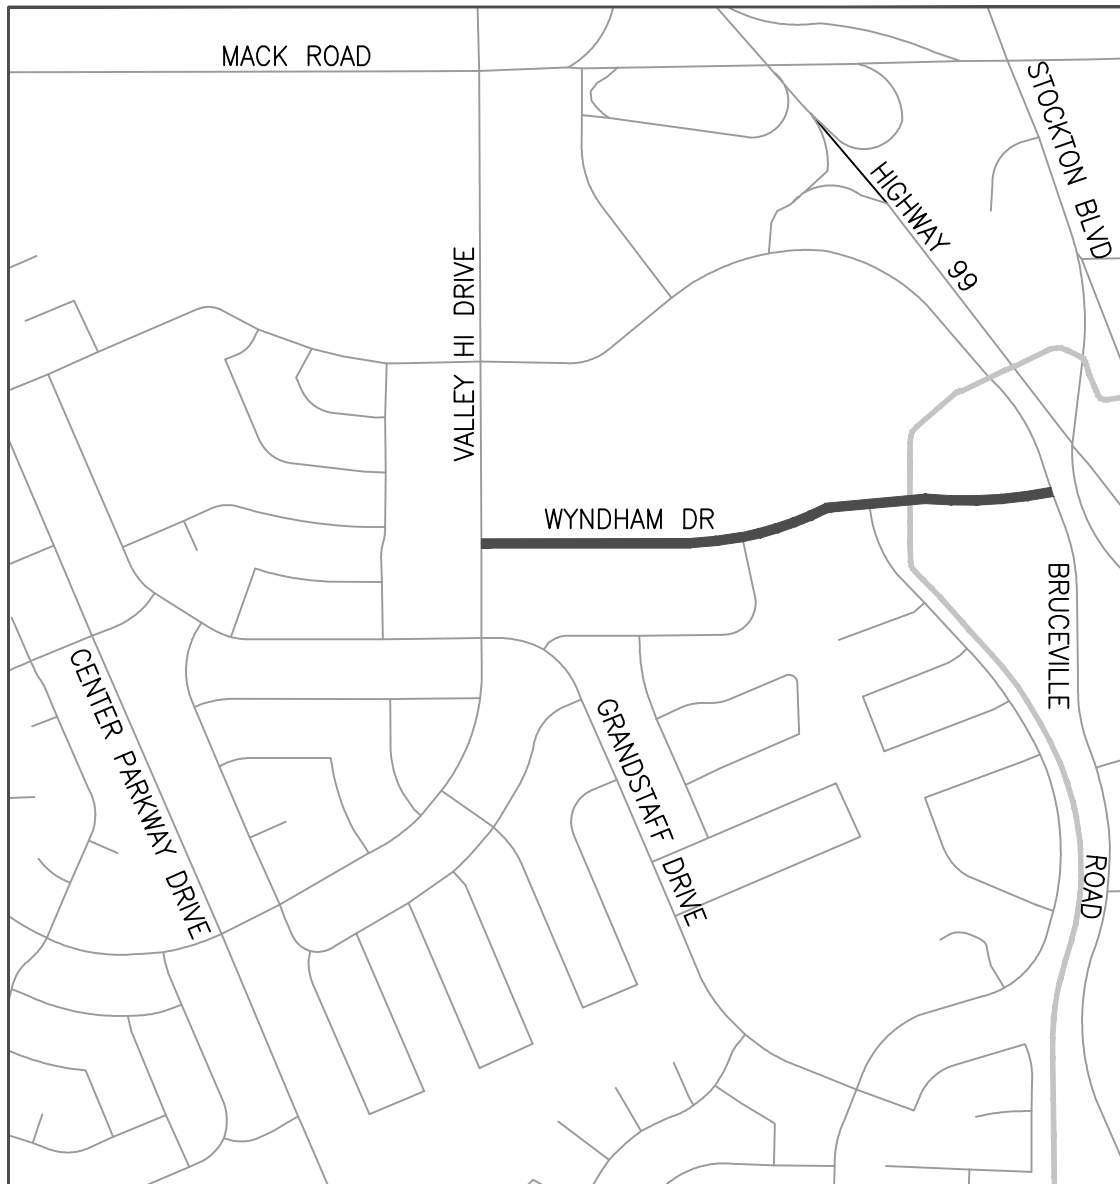 MACK ROAD
STOCKTON BLVD
HIGHWAY 99
VALLEY HI DRIVE
WYNDHAM DR
BRUCEVILLE
ROAD
CENTER PARKWAY DRIVE
GRANDSTAFF DRIVE